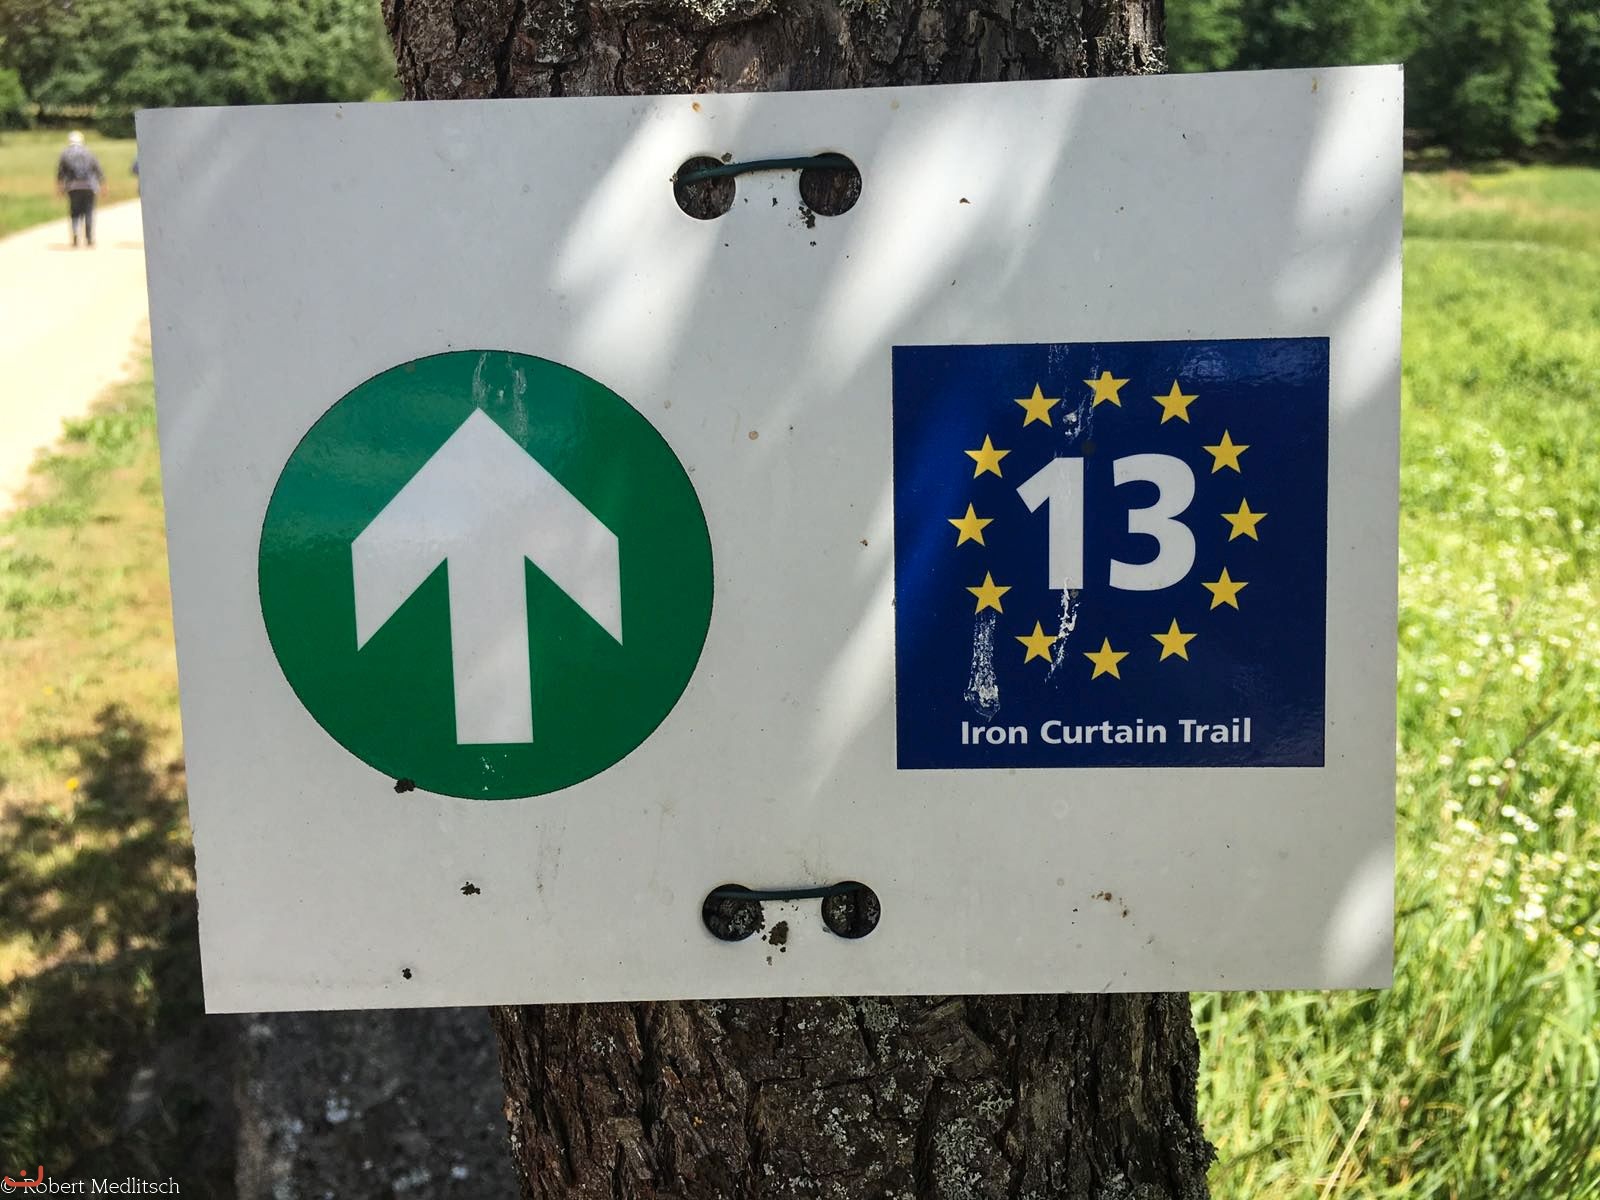 13
Iron Curtain Trail
© Robert Medlitsch